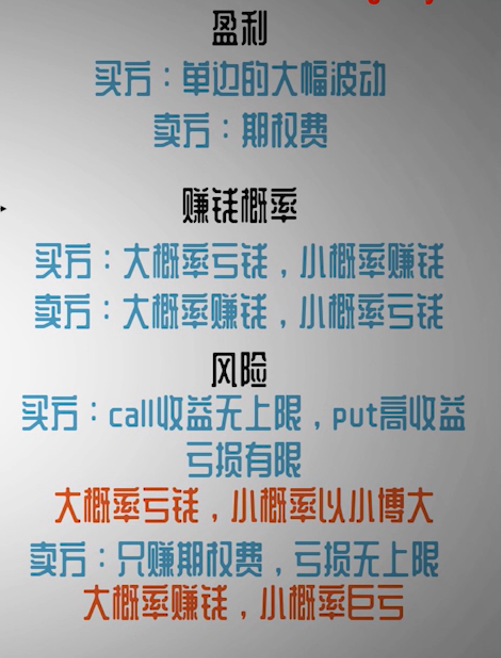 盈利
买方：单边的大幅波动
卖方：期权费
赚钱概率
买方：大概率亏钱，小概率赚钱
卖方：大概率赚钱，小概率亏钱
风险
买方：call收益无上限，put高收益
亏损有限
大概率亏钱，小概率以小博大
卖方：只赚期权费，亏损无上限
大概率赚钱，小概率巨亏